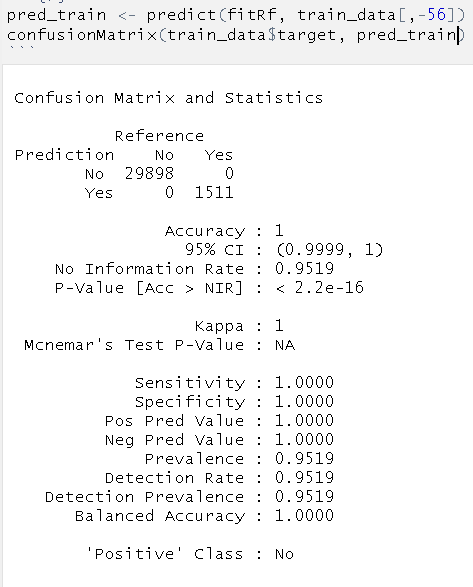 pred_train <- predict(fitRf, train_data[,-56])
confusionMatrix(train_data$target, pred_train)
```
Confusion Matrix and Statistics
Reference
Prediction No Yes
No 29898 0
Yes 0 1511
Accuracy : 1
95% CI : (0.9999, 1)
No Information Rate : 0.9519
P-Value [Acc > NIR] : < 2.2e-16
Kappa : 1
Mcnemar's Test P-Value : NA
Sensitivity : 1.0000
Specificity : 1.0000
Pos Pred Value : 1.0000
Neg Pred Value : 1.0000
Prevalence : 0.9519
Detection Rate : 0.9519
Detection Prevalence : 0.9519
Balanced Accuracy : 1.0000
'Positive' Class : No